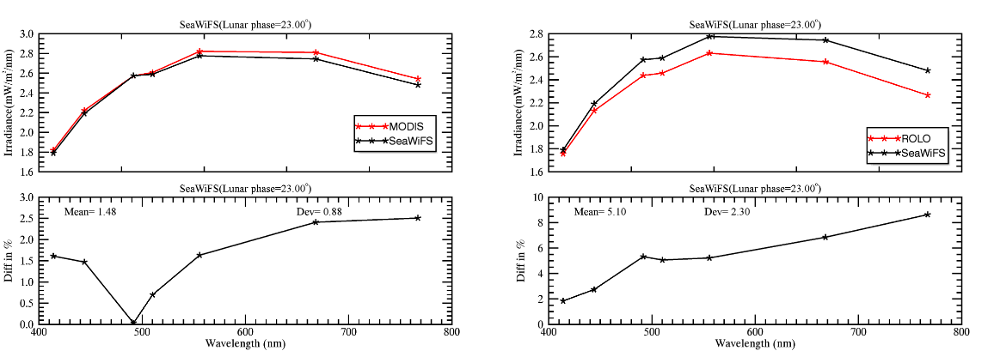 SeaWiFS(Lunar phase=23.00°)
Irradiance(mW/m²/nm)
3.0
2.8
2.6
2.4
2.2
2.0
1.8
1.6
MODIS
SeaWiFS
SeaWiFS(Lunar phase=23.00°)
Diff in %
3.0
2.5
2.0
1.5
1.0
0.5
0.0
Mean= 1.48 Dev= 0.88
400 500 600 700 800
Wavelength (nm)
SeaWiFS(Lunar phase=23.00°)
Irradiance(mW/m²/nm)
2.8
2.6
2.4
2.2
2.0
1.8
1.6
ROLO
SeaWiFS
SeaWiFS(Lunar phase=23.00°)
Diff in %
10
8
6
4
2
0
Mean= 5.10 Dev= 2.30
400 500 600 700 800
Wavelength (nm)